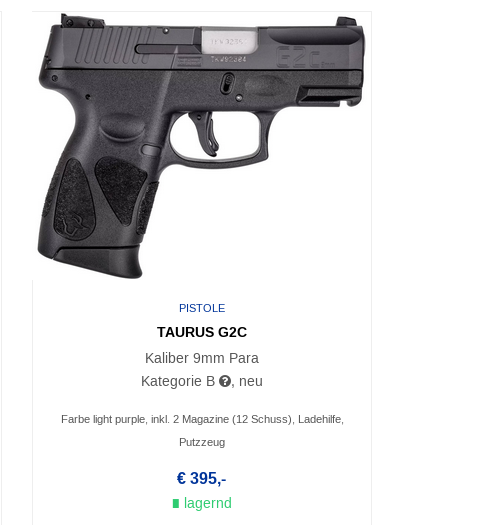 PISTOLE
TAURUS G2C
Kaliber 9mm Para
Kategorie B ?, neu
Farbe light purple, inkl. 2 Magazine (12 Schuss), Ladehilfe,
Putzzeug
€ 395,-
lagernd